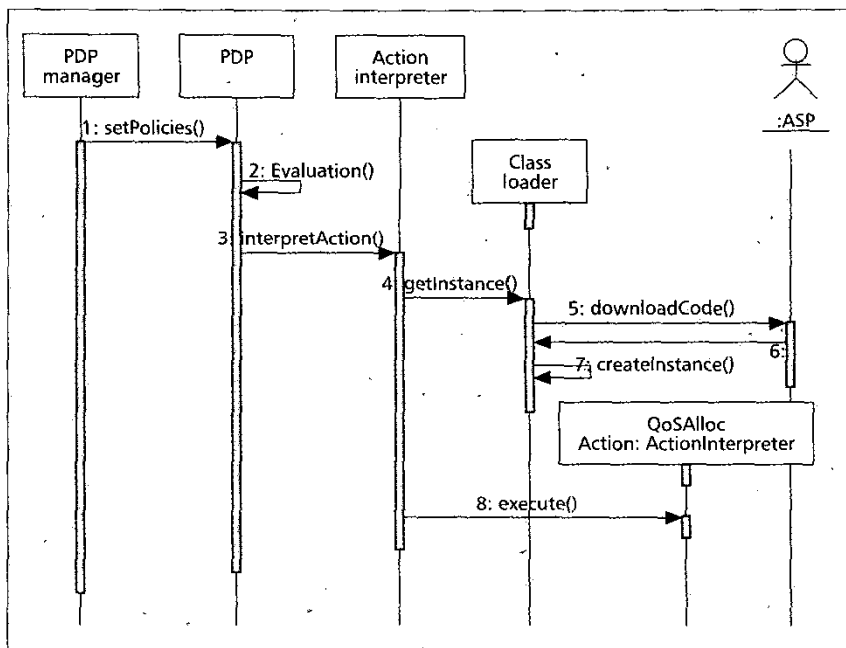 PDP
manager
PDP
Action
interpreter
:ASP
1: setPolicies()
Class
loader
2: Evaluation()
3: interpretAction()
4: getInstance()
5: downloadCode()
6:
7: createInstance()
QoSAlloc
Action: ActionInterpreter
8: execute()